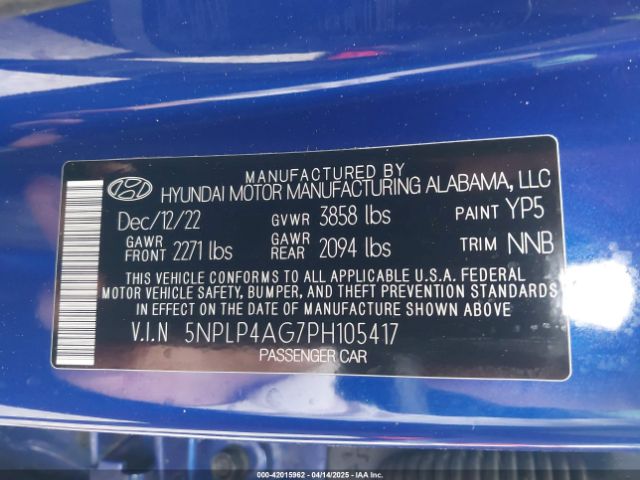 MANUFACTURED BY
HYUNDAI MOTOR MANUFACTURING ALABAMA, LLC
Dec/12/22 GVWR 3858 lbs PAINT YP5
GAWR FRONT 2271 lbs GAWR REAR 2094 lbs TRIM NNB
THIS VEHICLE CONFORMS TO ALL APPLICABLE U.S.A. FEDERAL
MOTOR VEHICLE SAFETY, BUMPER, AND THEFT PREVENTION STANDARDS
IN EFFECT ON THE DATE OF MANUFACTURE SHOWN ABOVE
V.I.N 5NPLP4AG7PH105417
PASSENGER CAR
000-42015962 - 04/14/2025 - IAAI.COM